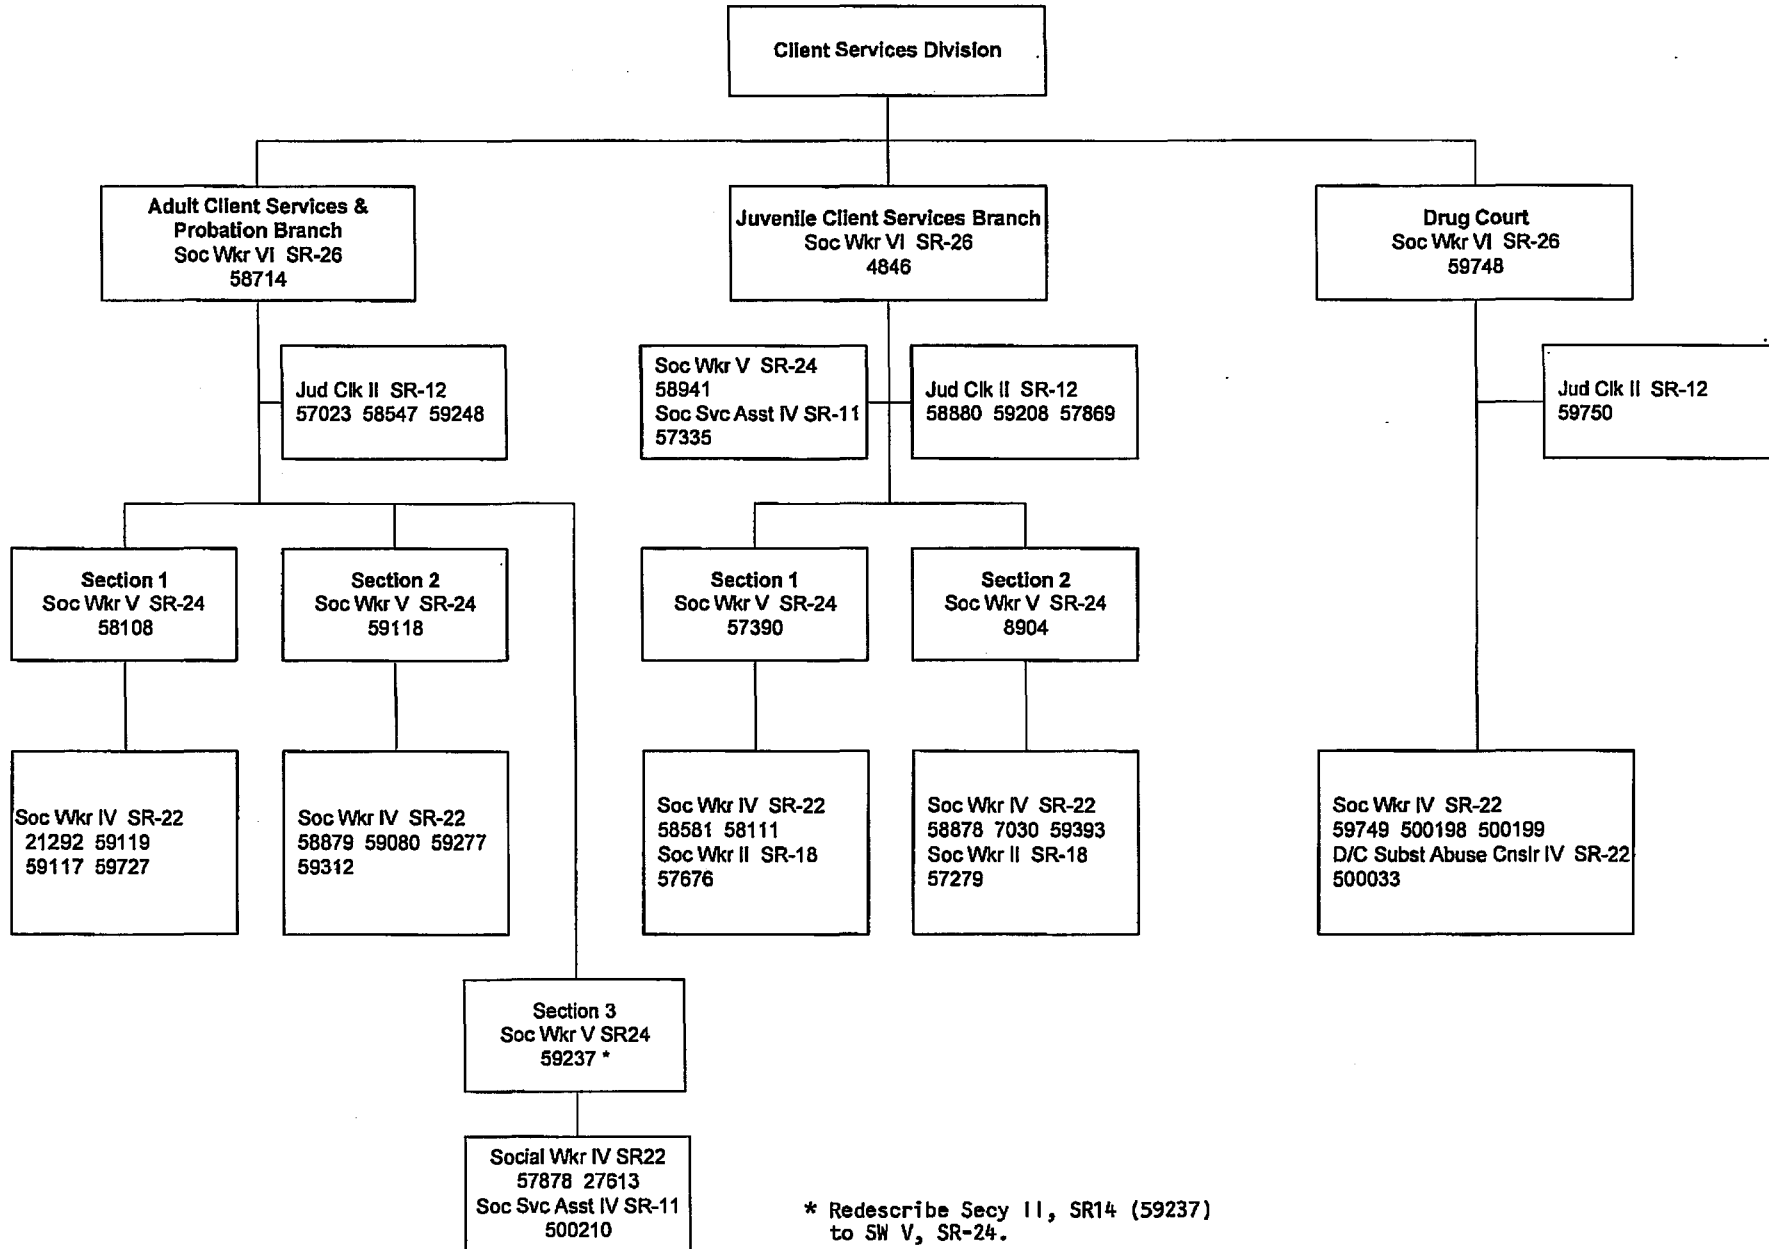 Client Services Division
Adult Client Services &
Probation Branch
Soc Wkr VI SR-26
58714
Juvenile Client Services Branch
Soc Wkr VI SR-26
4846
Drug Court
Soc Wkr VI SR-26
59748
Jud Clk II SR-12
57023 58547 59248
Soc Wkr V SR-24
58941
Soc Svc Asst IV SR-11
57335
Jud Clk II SR-12
58880 59208 57869
Jud Clk II SR-12
59750
Section 1
Soc Wkr V SR-24
58108
Section 2
Soc Wkr V SR-24
59118
Section 1
Soc Wkr V SR-24
57390
Section 2
Soc Wkr V SR-24
8904
Soc Wkr IV SR-22
21292 59119
59117 59727
Soc Wkr IV SR-22
58879 59080 59277
59312
Soc Wkr IV SR-22
58581 58111
Soc Wkr II SR-18
57676
Soc Wkr IV SR-22
58878 7030 59393
Soc Wkr II SR-18
57279
Soc Wkr IV SR-22
59749 500198 500199
D/C Subst Abuse Cnslr IV SR-22
500033
Section 3
Soc Wkr V SR24
59237 *
Social Wkr IV SR22
57878 27613
Soc Svc Asst IV SR-11
500210
* Redescribe Secy II, SR14 (59237)
to SW V, SR-24.